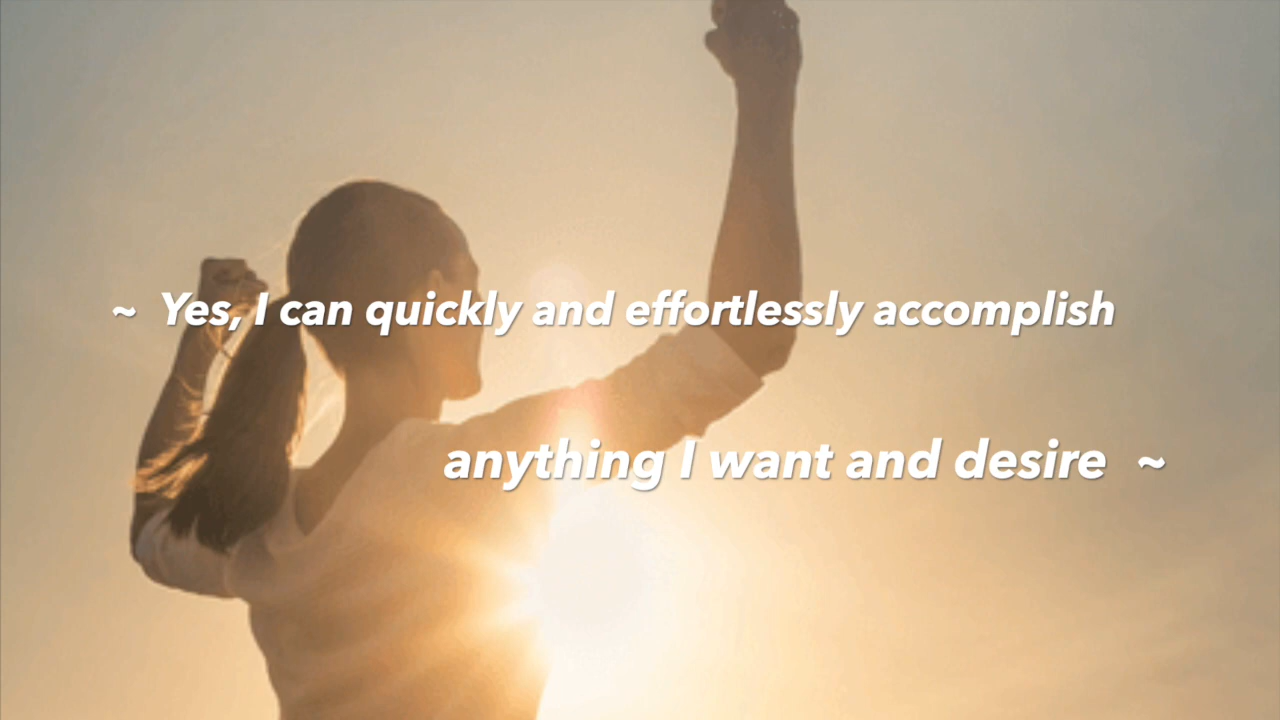 ~ Yes, I can quickly and effortlessly accomplish
anything I want and desire ~